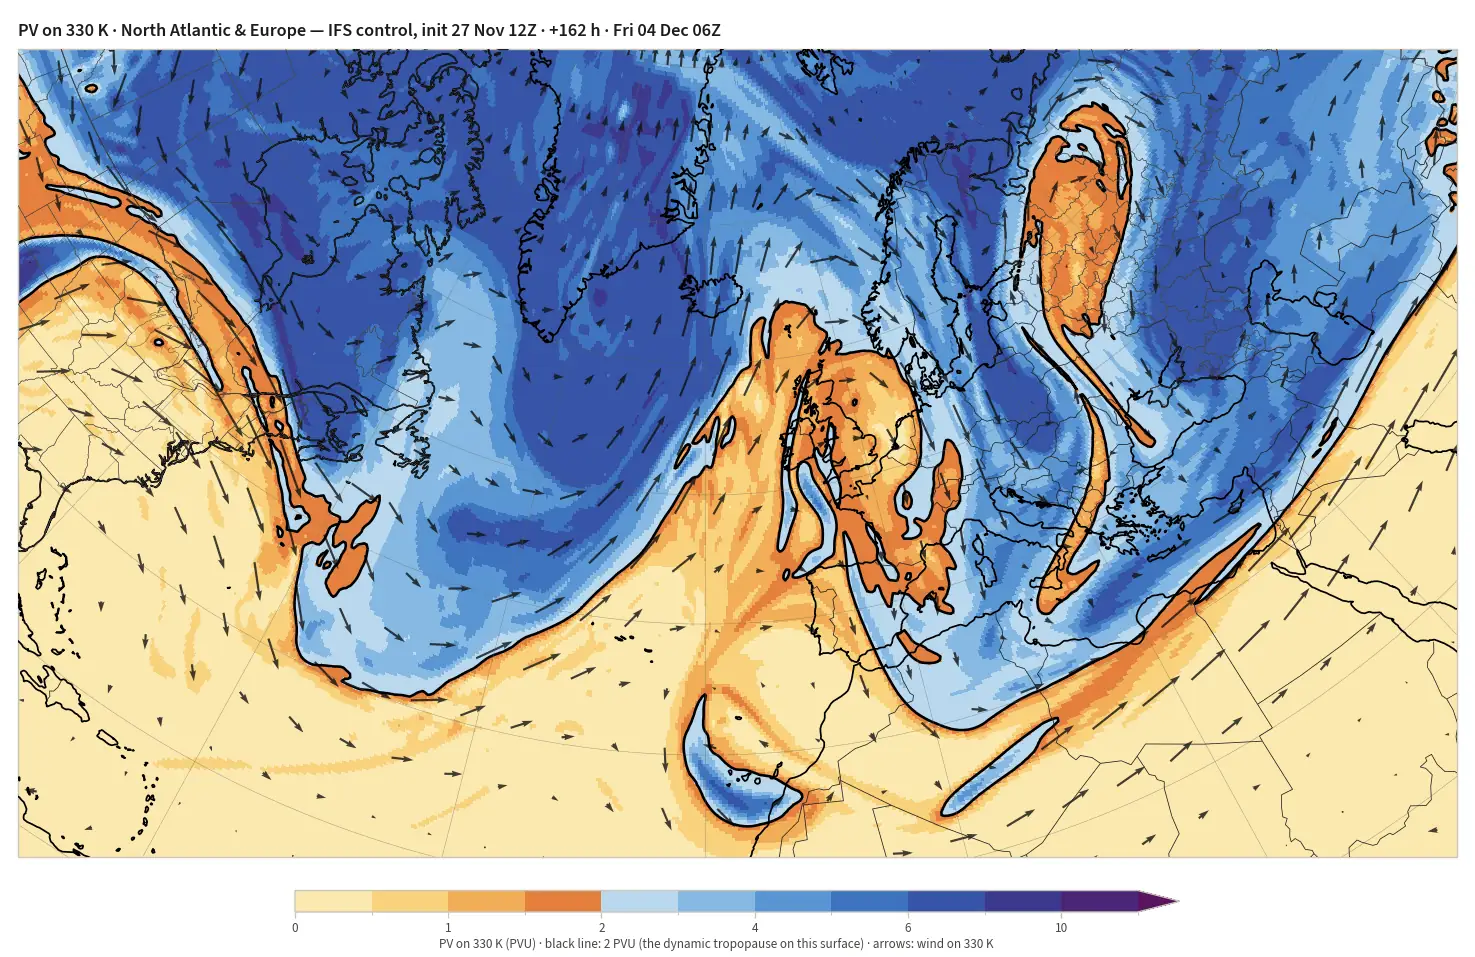 PV on 330 K · North Atlantic & Europe — IFS control, init 27 Nov 12Z · +162 h · Fri 04 Dec 06Z
0 1 2 4 6 10
PV on 330 K (PVU) · black line: 2 PVU (the dynamic tropopause on this surface) · arrows: wind on 330 K